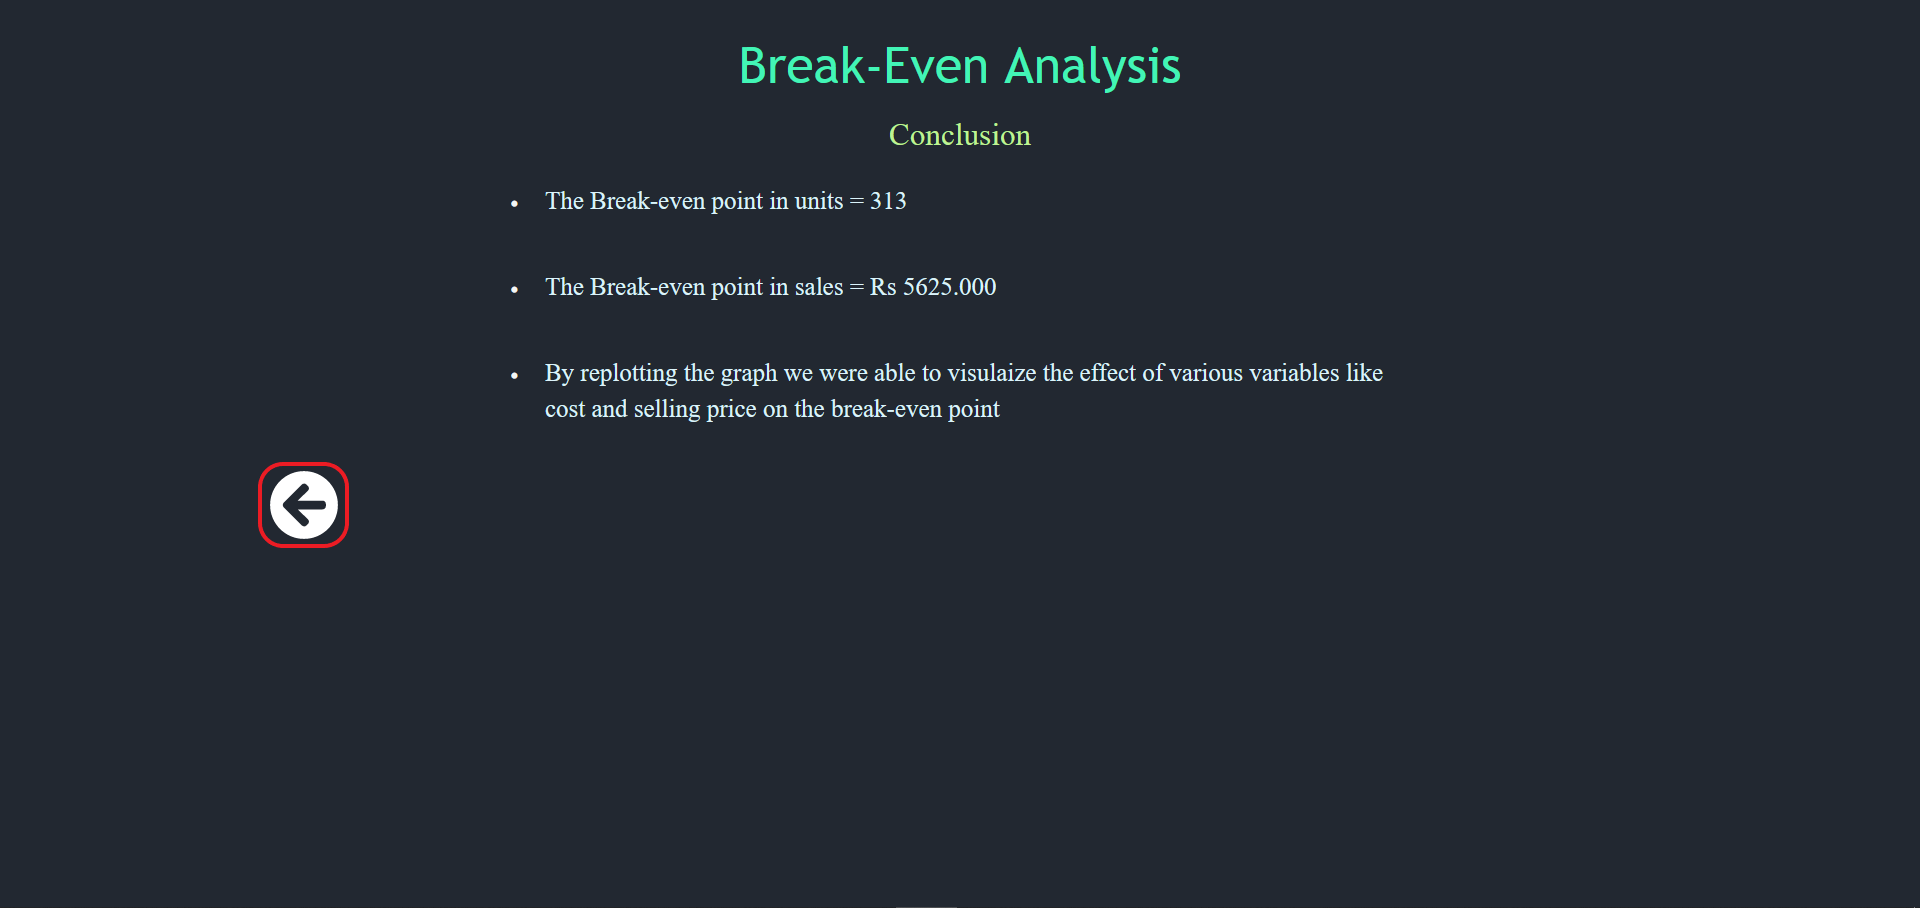 Break-Even Analysis
Conclusion
• The Break-even point in units = 313
• The Break-even point in sales = Rs 5625.000
• By replotting the graph we were able to visulaize the effect of various variables like
cost and selling price on the break-even point